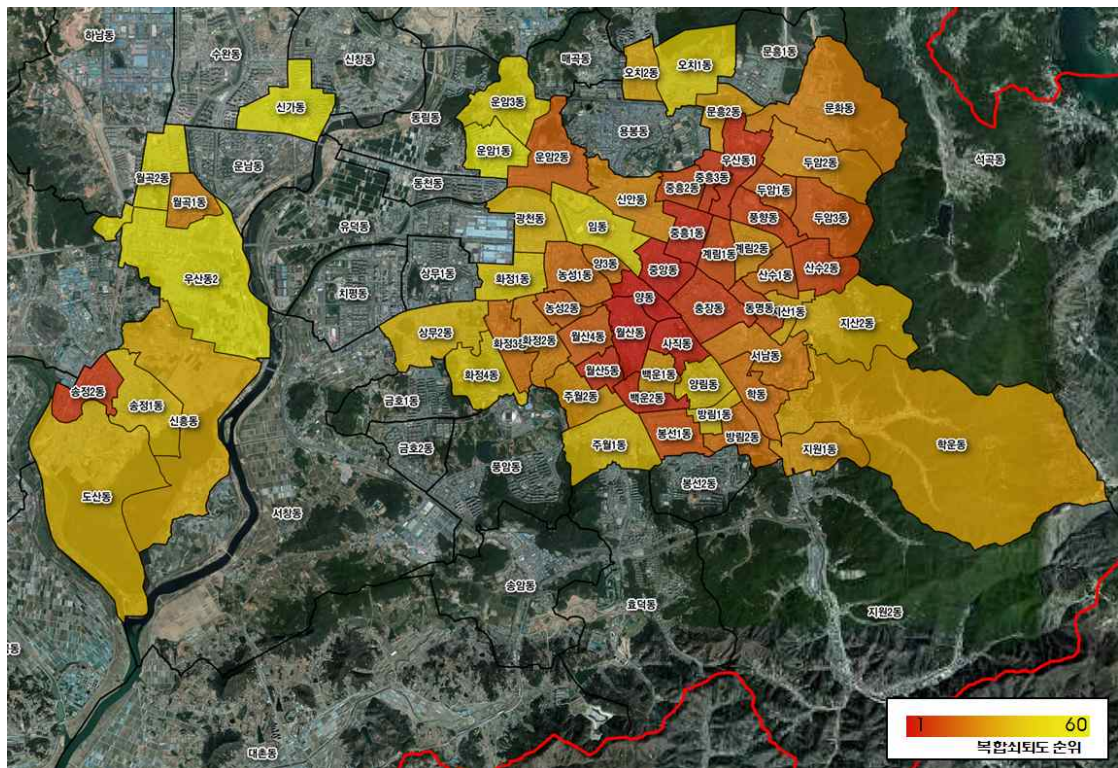 하남동
수완동
신창동
매곡동
오치2동
오치1동
문흥1동
신가동
운암3동
문흥2동
문화동
동림동
용봉동
석곡동
운남동
운암1동
운암2동
우산동1
두암2동
월곡2동
동천동
중흥3동
중흥2동
두암1동
월곡1동
신안동
풍향동
두암3동
유덕동
광천동
임동
중흥1동
계림1동
계림2동
상무1동
양3동
중앙동
산수1동
산수2동
우산동2
치평동
화정1동
농성1동
양동
충장동
동명동
지산1동
지산2동
상무2동
농성2동
화정3동
화정2동
월산4동
월산동
사직동
서남동
송정2동
송정1동
신흥동
화정4동
월산5동
백운1동
양림동
학동
금호1동
주월2동
백운2동
방림1동
금호2동
주월1동
봉선1동
방림2동
지원1동
학운동
풍암동
봉선2동
도산동
서창동
송암동
효덕동
지원2동
대촌동
1 60
복합쇠퇴도 순위